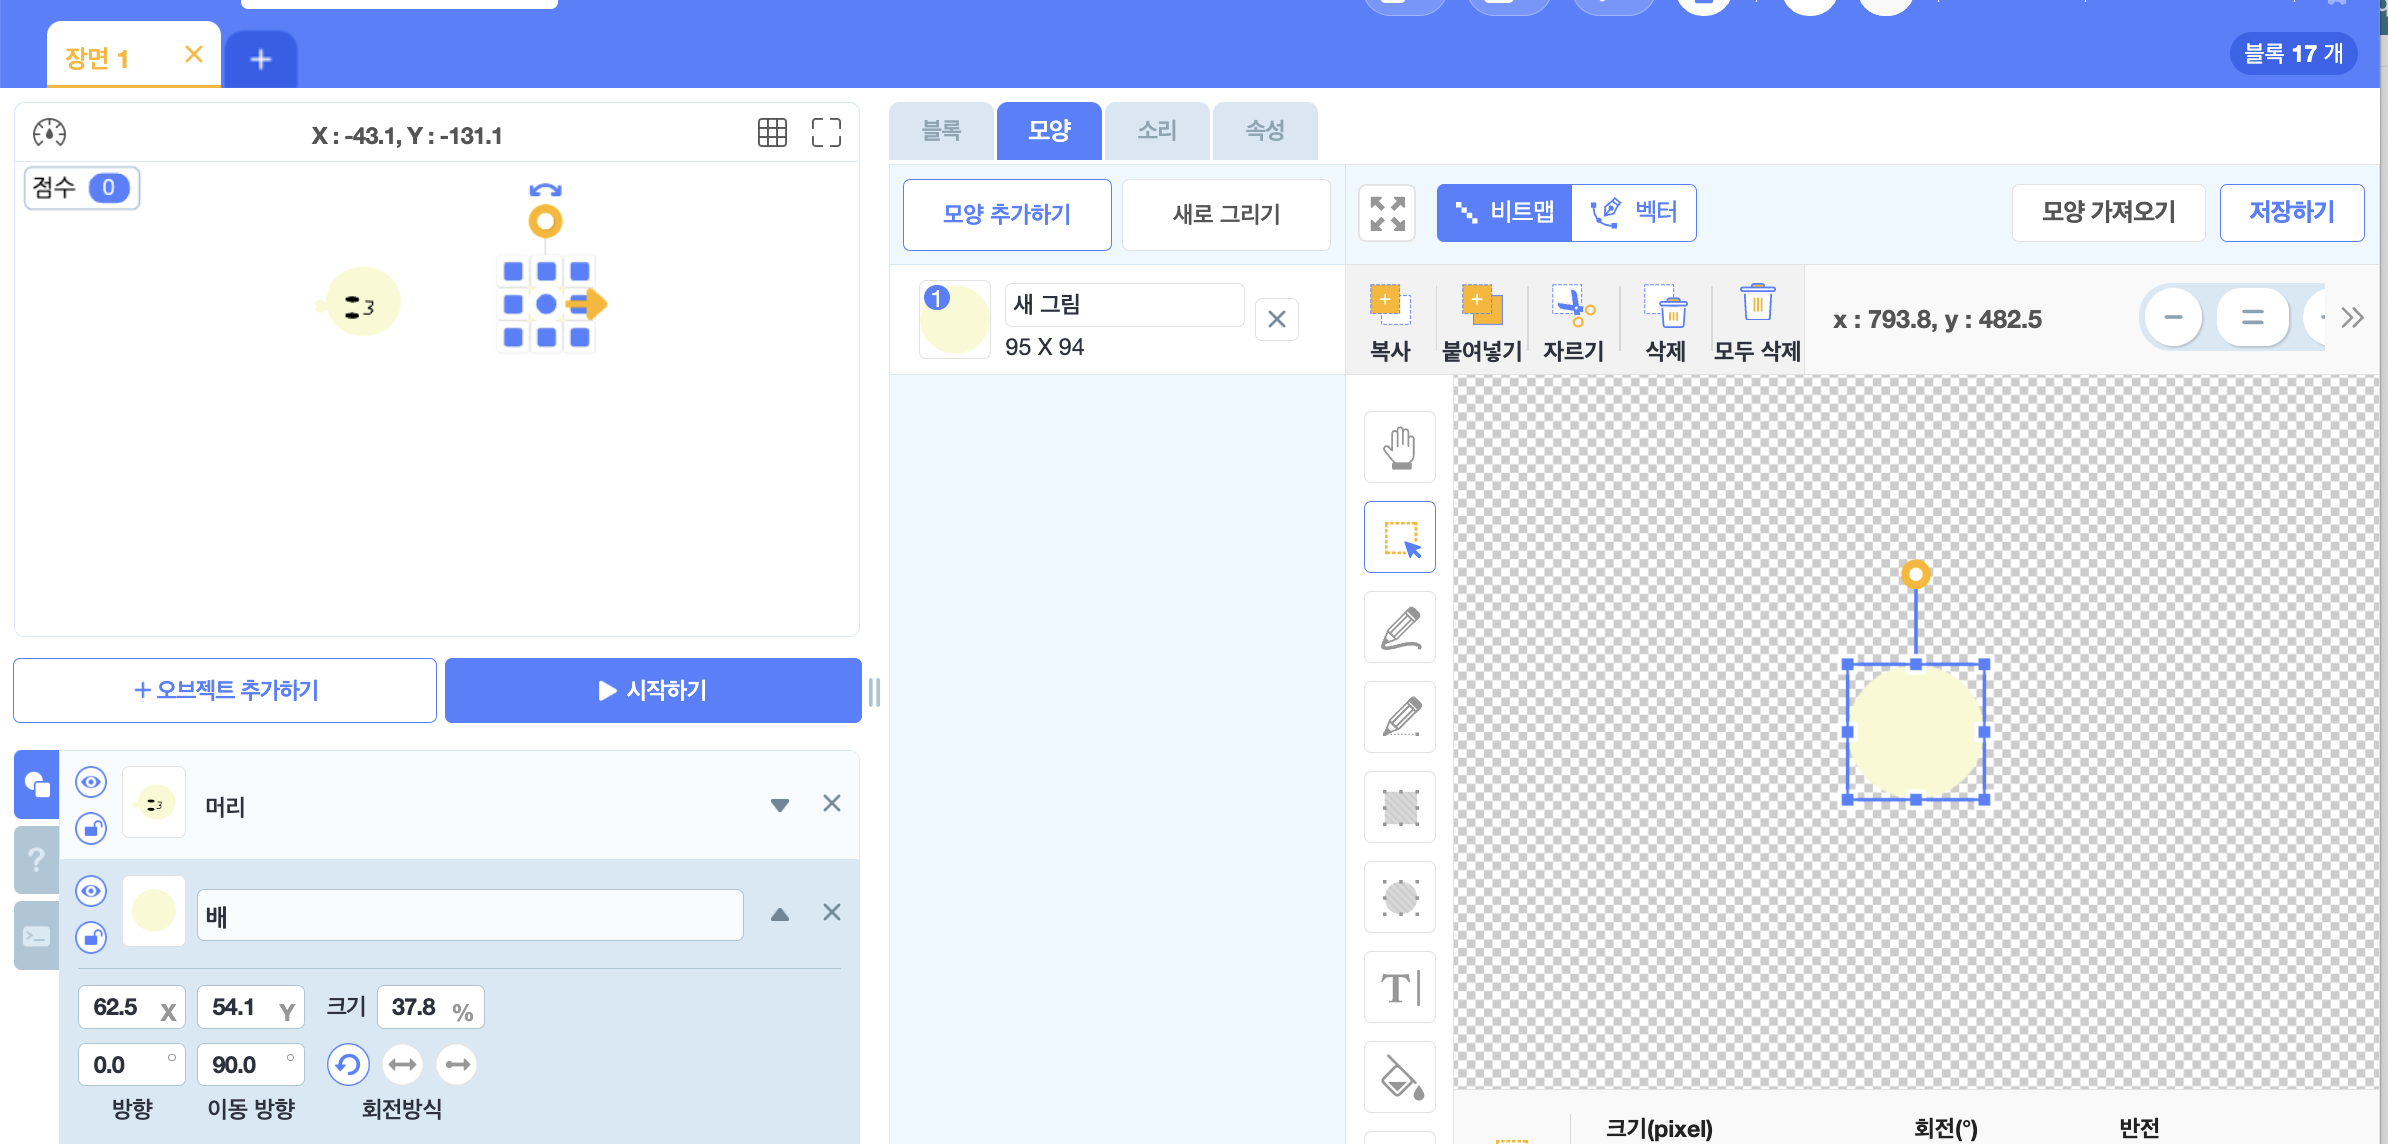 장면 1
블록 17 개
X : -43.1, Y : -131.1
점수 0
블록 모양 소리 속성
모양 추가하기 새로 그리기
비트맵 벡터 모양 가져오기 저장하기
1 새 그림
95 X 94
복사 붙여넣기 자르기 삭제 모두 삭제
x : 793.8, y : 482.5
+ 오브젝트 추가하기 시작하기
머리
배
62.5 X 54.1 Y 크기 37.8 %
0.0 ° 90.0 °
방향 이동 방향 회전방식
크기(pixel) 회전(°) 반전